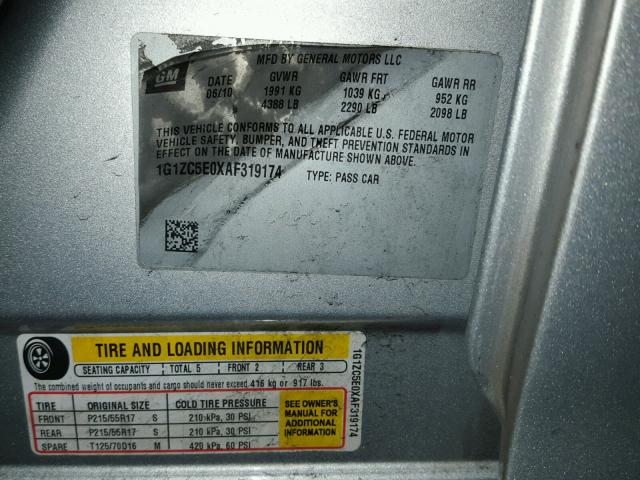 MFD BY GENERAL MOTORS LLC
GM
DATE GVWR GAWR FRT GAWR RR
06/10 1991 KG 1039 KG 952 KG
4388 LB 2290 LB 2098 LB
THIS VEHICLE CONFORMS TO ALL APPLICABLE U.S. FEDERAL MOTOR
VEHICLE SAFETY, BUMPER, AND THEFT PREVENTION STANDARDS IN
EFFECT ON THE DATE OF MANUFACTURE SHOWN ABOVE.
1G1ZC5E0XAF319174 TYPE: PASS CAR
TIRE AND LOADING INFORMATION
SEATING CAPACITY TOTAL 5 FRONT 2 REAR 3
The combined weight of occupants and cargo should never exceed 416 kg or 917 lbs.
TIRE ORIGINAL SIZE COLD TIRE PRESSURE
FRONT P215/55R17 S 210 kPa, 30 PSI
REAR P215/55R17 S 210 kPa, 30 PSI
SPARE T125/70D16 M 420 kPa, 60 PSI
SEE OWNER'S
MANUAL FOR
ADDITIONAL
INFORMATION
1G1ZC5E0XAF319174